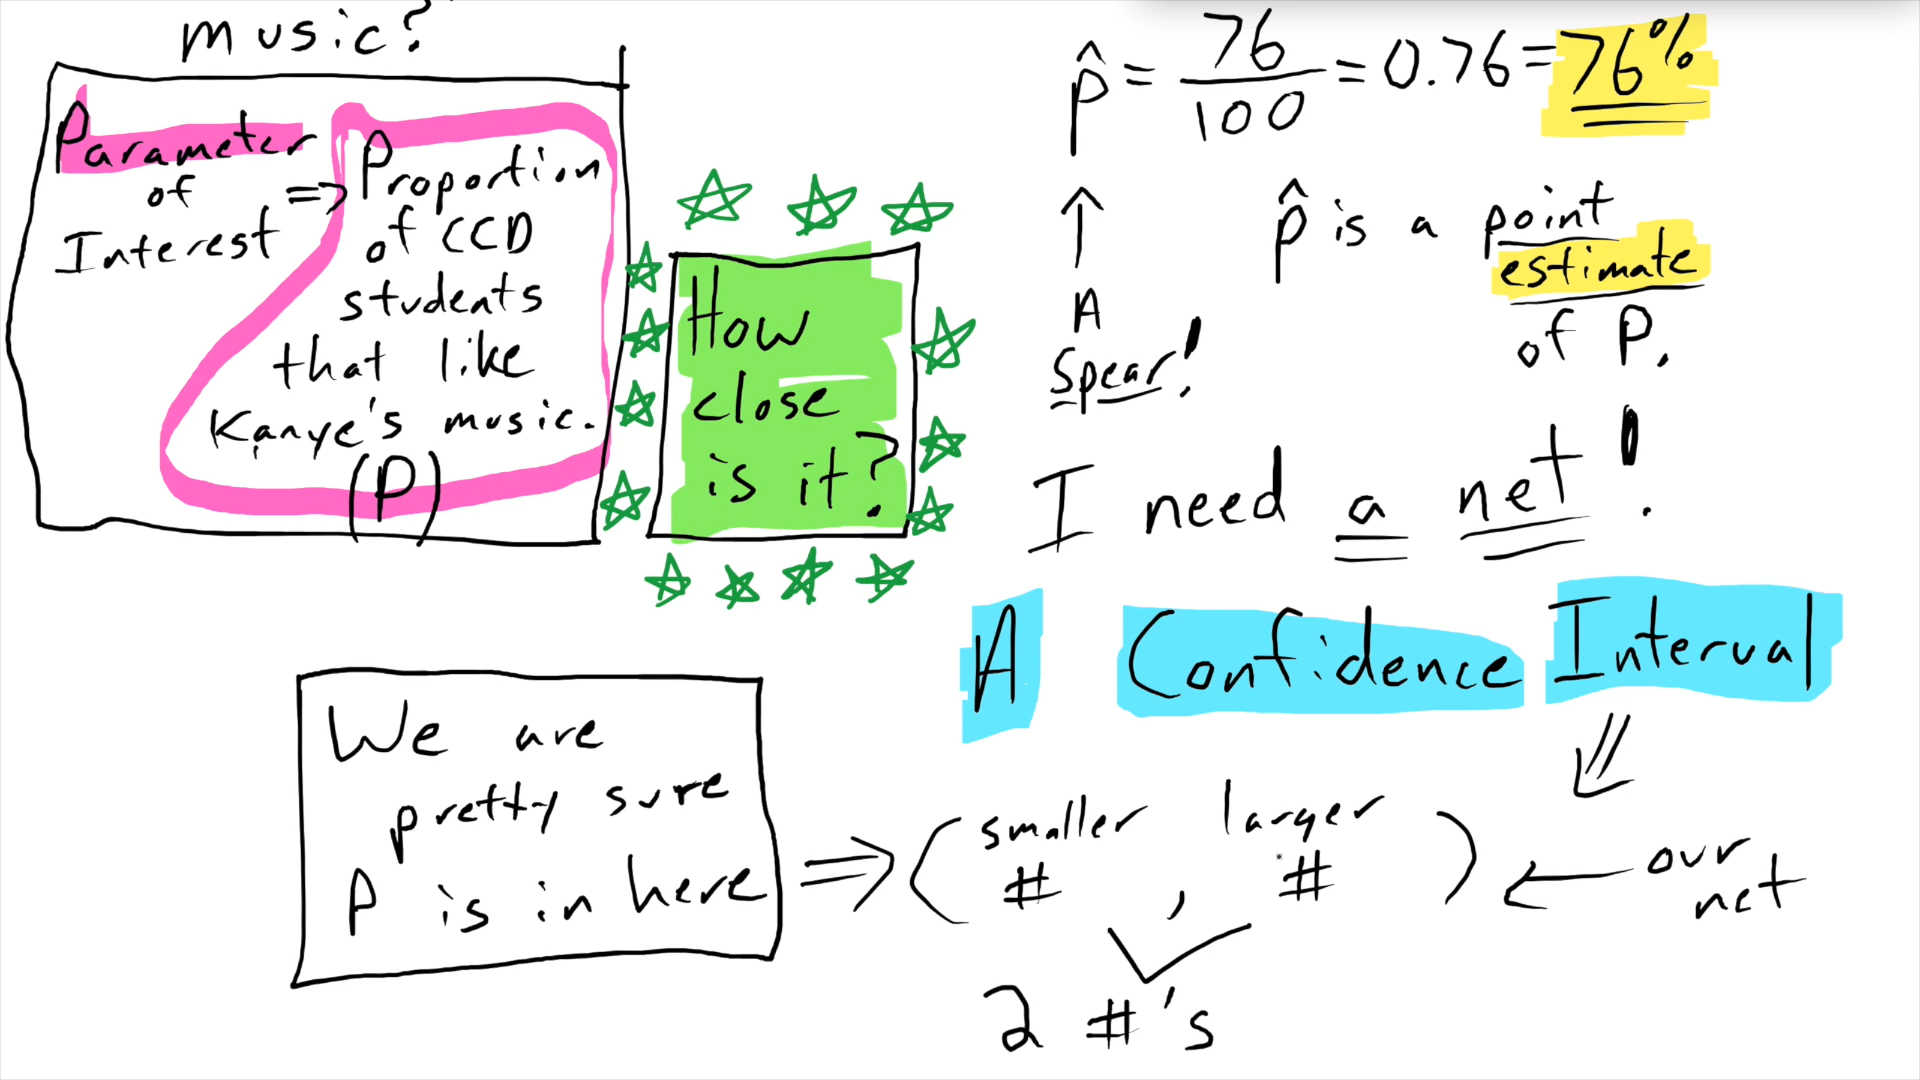 music?
Parameter
of
Interest
=> Proportion
of CCD
students
that like
Kanye's music.
(P)
How
close
is it?
p̂ = 76/100 = 0.76 = 76%
↑
A
Spear!
p̂ is a point
estimate
of P.
I need a net!
A Confidence Interval
We are
pretty sure
P is in here
=> (smaller #, larger #) ← our net
2 #'s